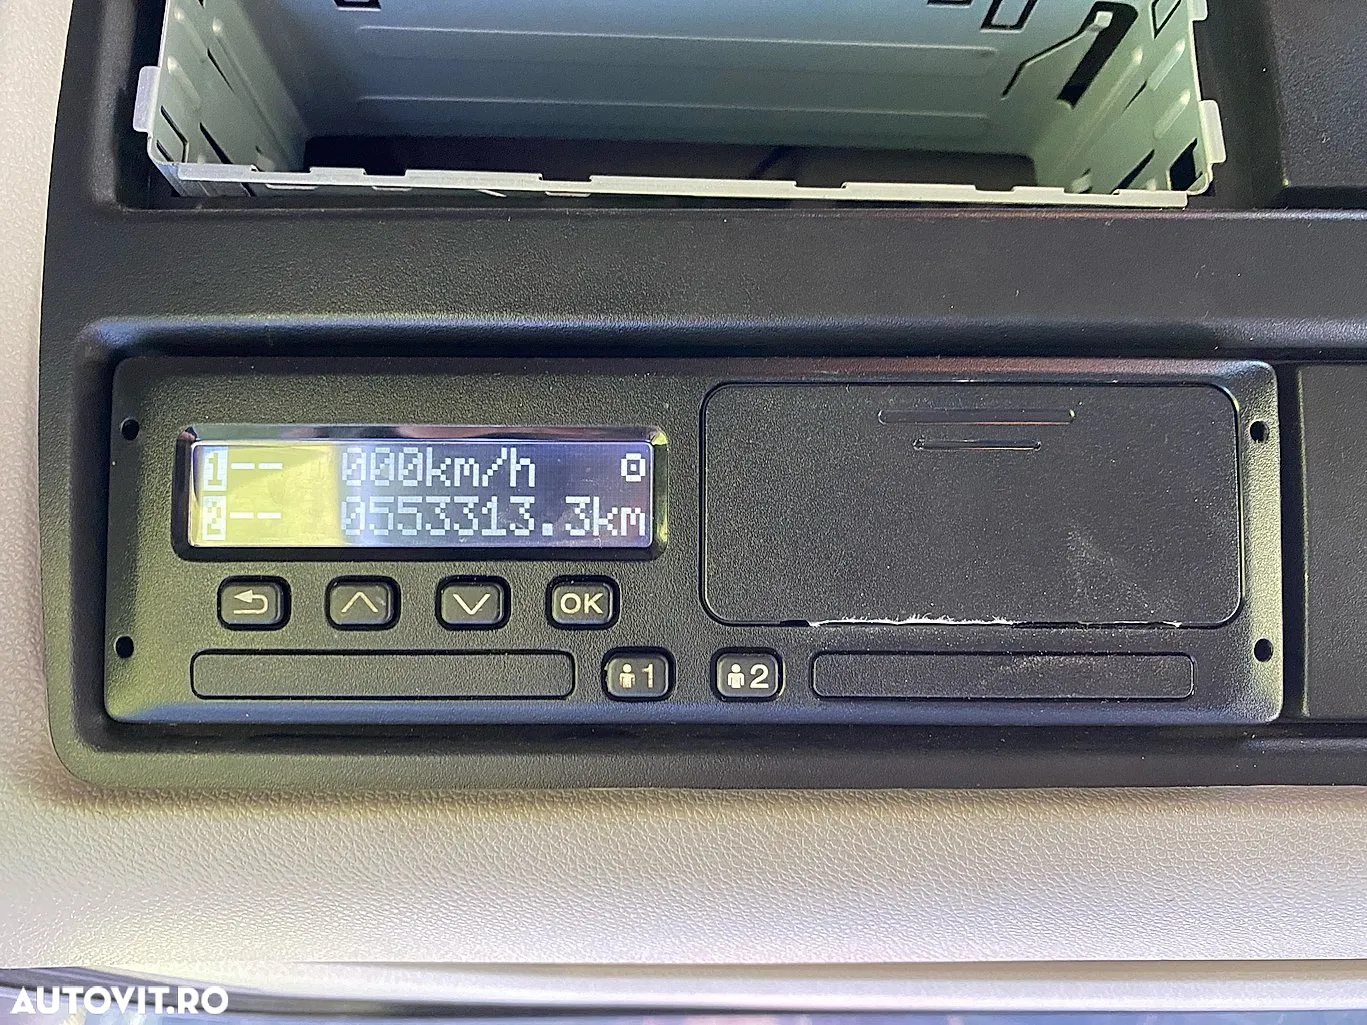 1-- 000km/h
2-- 0553313.3km
OK
1 2
AUTOVIT.RO